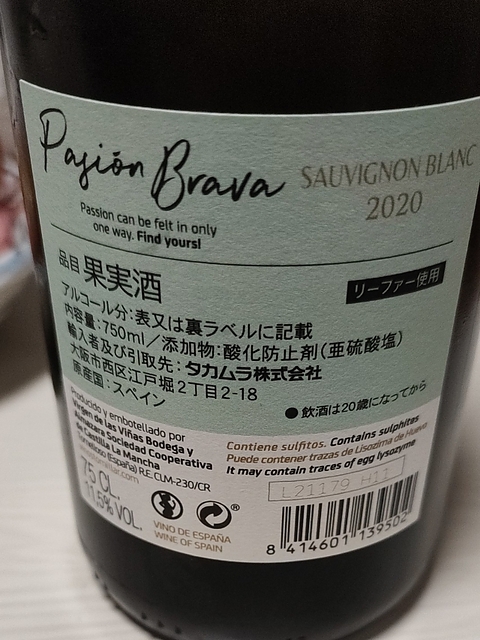 Pasión Brava
SAUVIGNON BLANC
2020
Passion can be felt in only
one way. Find yours!
品目 果実酒
リーファー使用
アルコール分:表又は裏ラベルに記載
内容量:750ml/添加物:酸化防止剤(亜硫酸塩)
輸入者及び引取先:タカムラ株式会社
大阪市西区江戸堀2丁目2-18
原産国:スペイン
●飲酒は20歳になってから
Producido y embotellado por
Virgen de las Viñas Bodega y
Almazara Sociedad Cooperativa
de Castilla La Mancha
Tomelloso (España) R.E.CLM-230/CR
75 CL.
11,5% VOL.
VINO DE ESPAÑA
WINE OF SPAIN
Contiene sulfitos. Contains sulphites
Puede contener trazas de Lisozima de Huevo
It may contain traces of egg lysozyme
L21179 H11
8 414601 139502